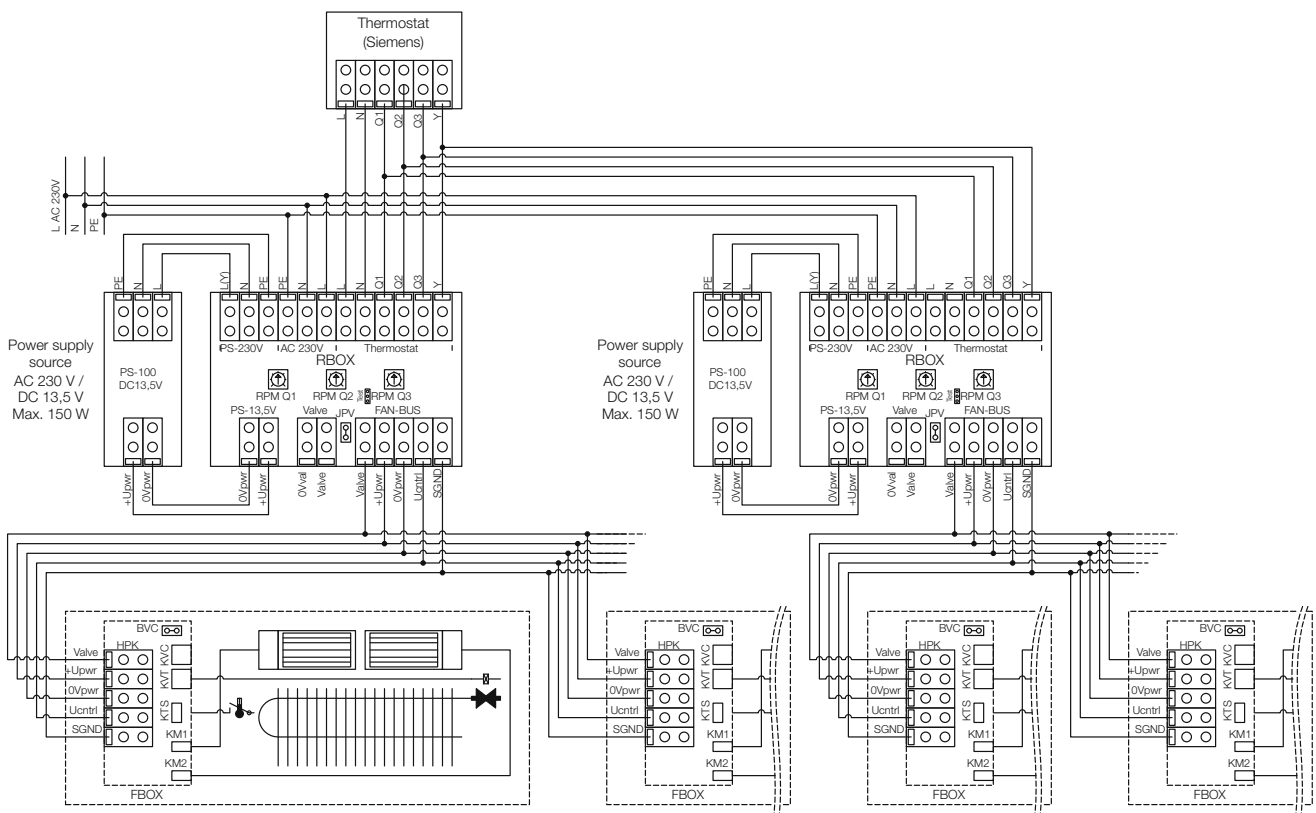 Thermostat
(Siemens)
L
N
Q1
Q2
Q3
Y
L AC 230V
N
PE
PE
N
L
L(Y)
N
PE
PE
N
L
L
N
Q1
Q2
Q3
Y
PE
N
L
L(Y)
N
PE
PE
N
L
L
N
Q1
Q2
Q3
Y
Power supply
source
AC 230 V /
DC 13,5 V
Max. 150 W
PS-100
DC13,5V
PS-230V
AC 230V
Thermostat
RBOX
RPM Q1
RPM Q2
Test
RPM Q3
PS-13,5V
Valve
JPV
FAN-BUS
+Upwr
0Vpwr
0Vpwr
+Upwr
0Vval
Valve
Valve
+Upwr
0Vpwr
Ucntrl
SGND
Power supply
source
AC 230 V /
DC 13,5 V
Max. 150 W
PS-100
DC13,5V
PS-230V
AC 230V
Thermostat
RBOX
RPM Q1
RPM Q2
Test
RPM Q3
PS-13,5V
Valve
JPV
FAN-BUS
+Upwr
0Vpwr
0Vpwr
+Upwr
0Vval
Valve
Valve
+Upwr
0Vpwr
Ucntrl
SGND
BVC
HPK
Valve
+Upwr
0Vpwr
Ucntrl
SGND
KVC
KVT
KTS
KM1
KM2
FBOX
BVC
HPK
Valve
+Upwr
0Vpwr
Ucntrl
SGND
KVC
KVT
KTS
KM1
KM2
FBOX
BVC
HPK
Valve
+Upwr
0Vpwr
Ucntrl
SGND
KVC
KVT
KTS
KM1
KM2
FBOX
BVC
HPK
Valve
+Upwr
0Vpwr
Ucntrl
SGND
KVC
KVT
KTS
KM1
KM2
FBOX